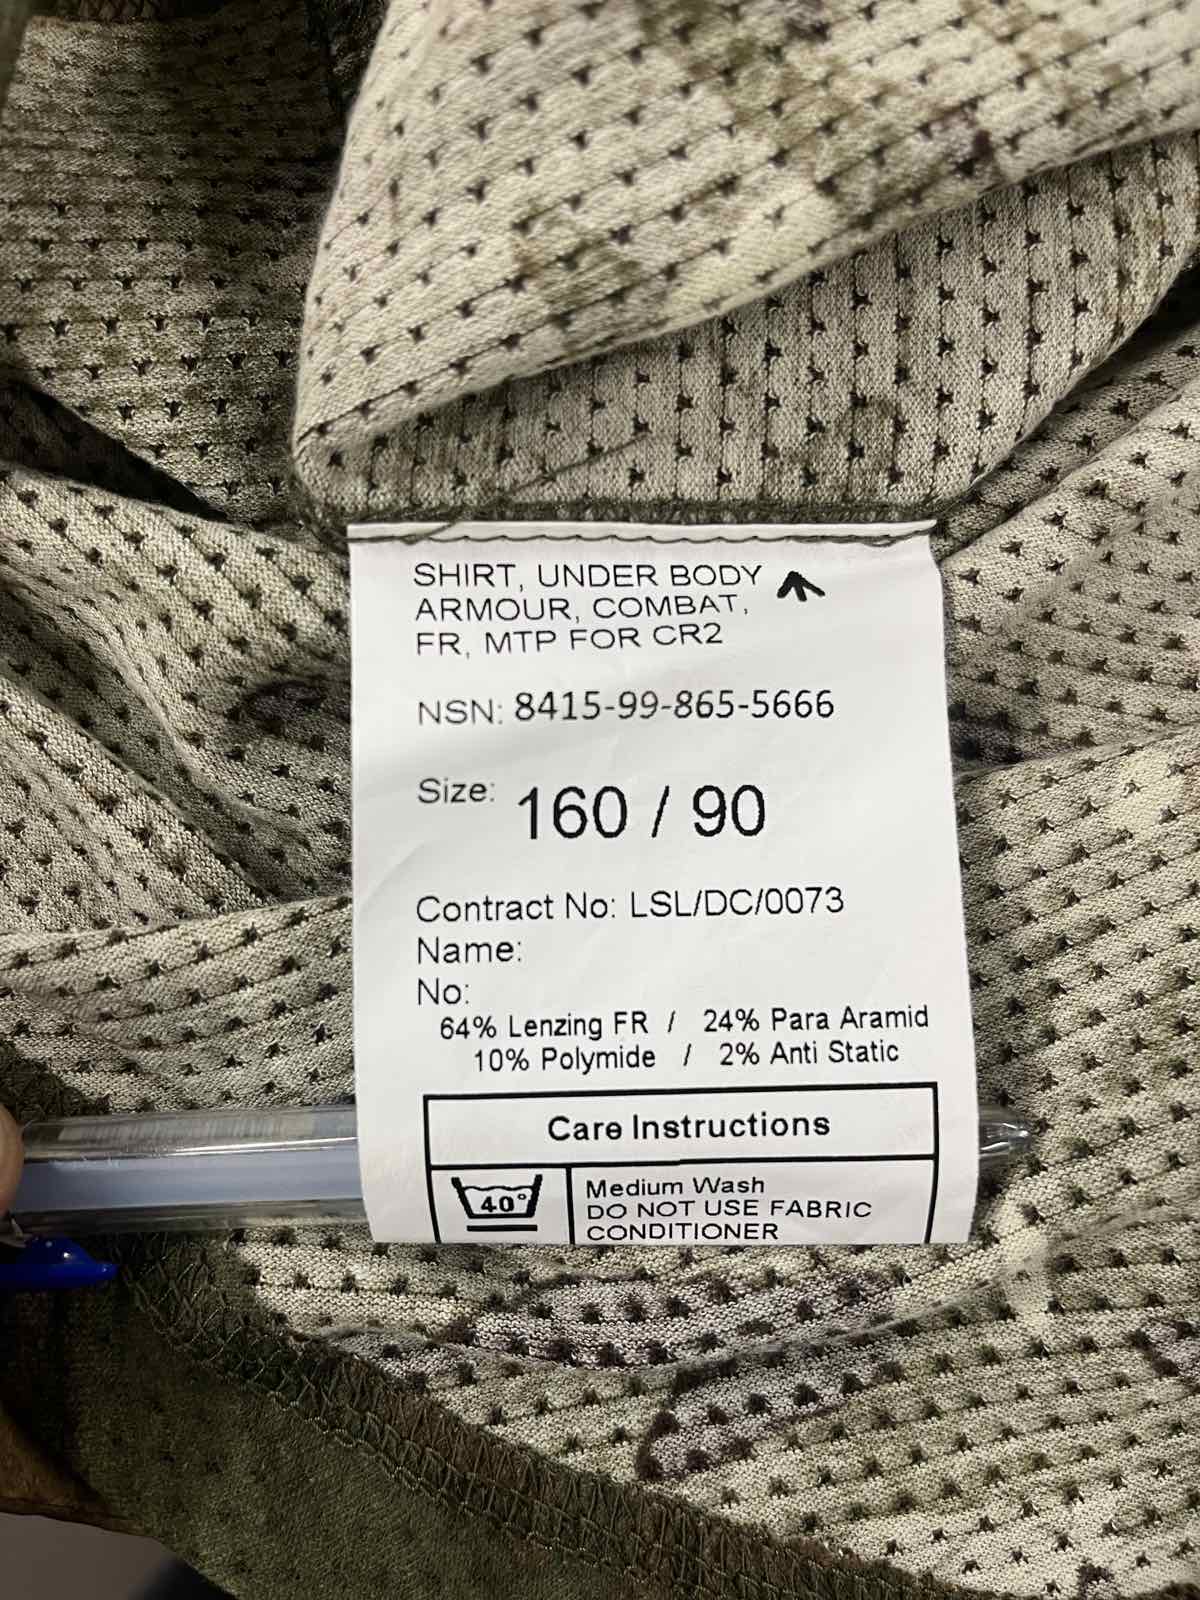 SHIRT, UNDER BODY
ARMOUR, COMBAT,
FR, MTP FOR CR2
NSN: 8415-99-865-5666
Size: 160 / 90
Contract No: LSL/DC/0073
Name:
No:
64% Lenzing FR / 24% Para Aramid
10% Polymide / 2% Anti Static
Care Instructions
40°
Medium Wash
DO NOT USE FABRIC
CONDITIONER